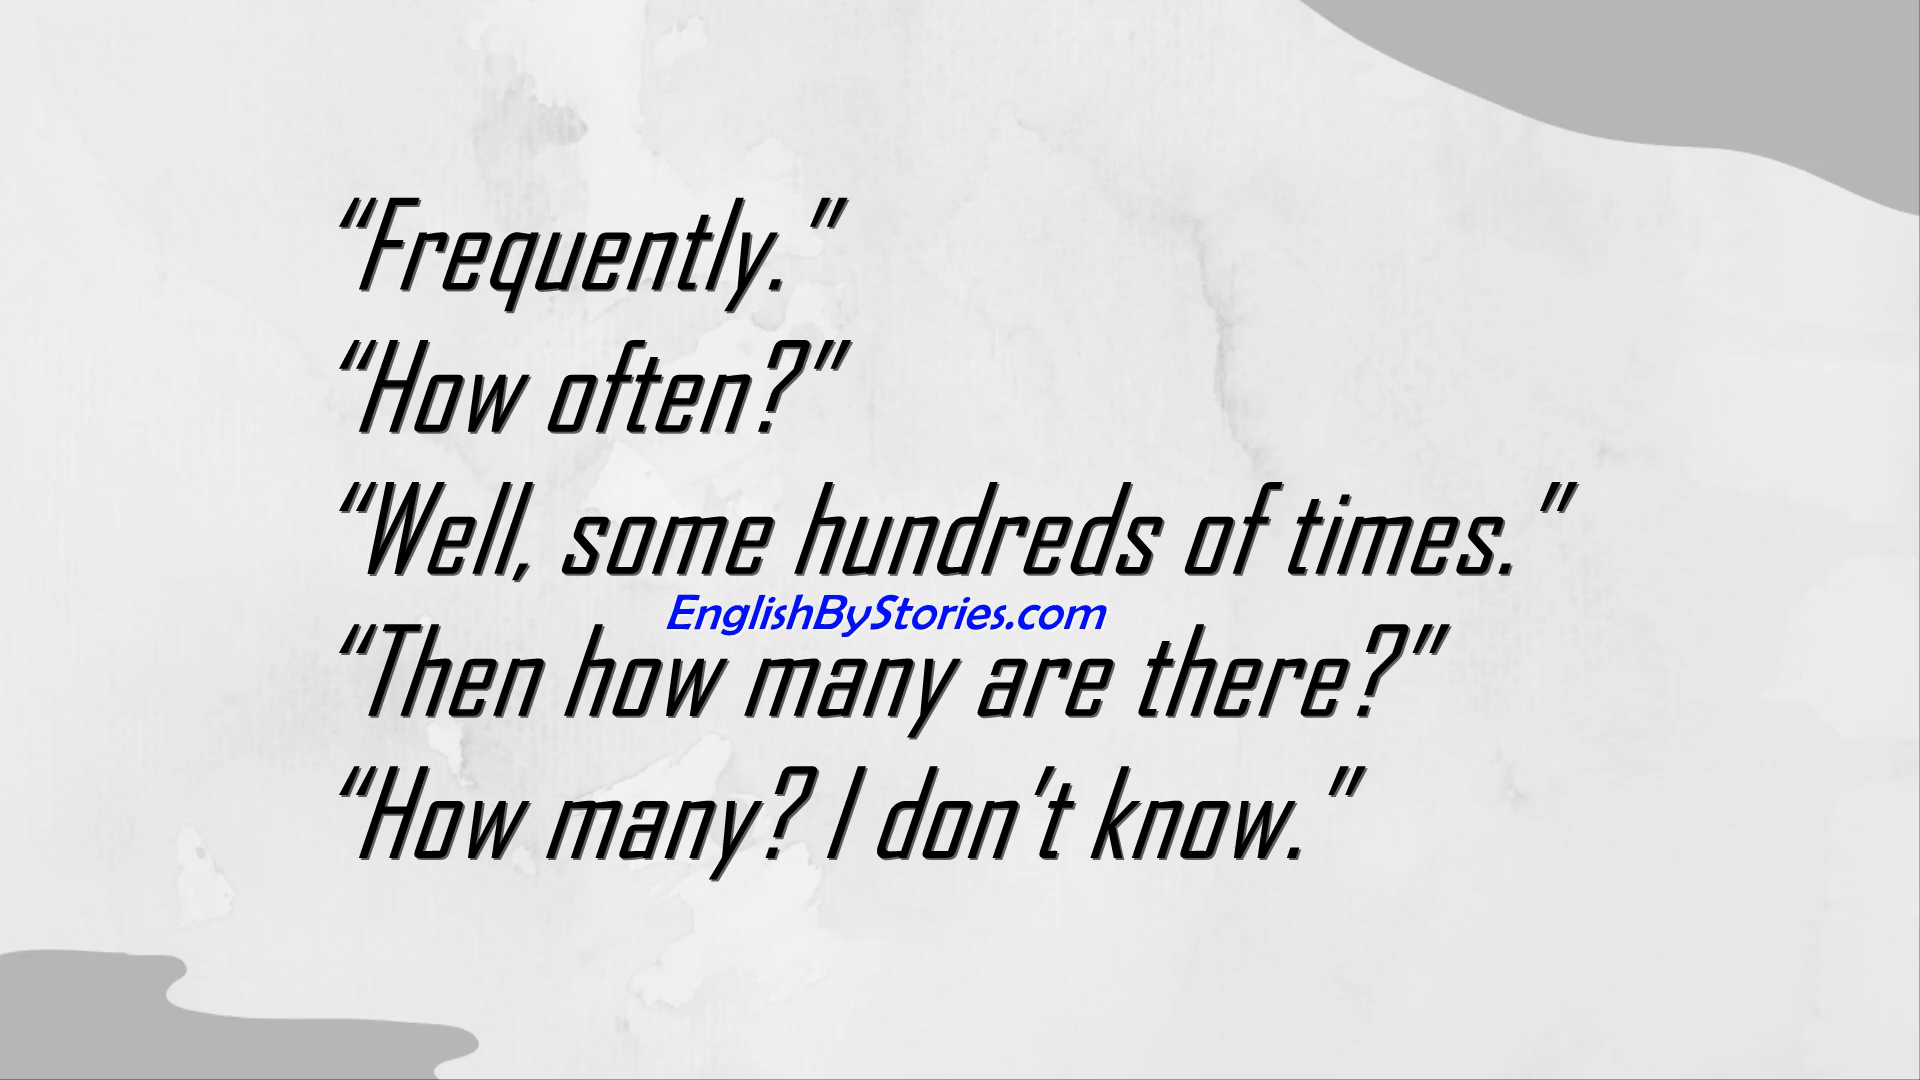 “Frequently.”
“How often?”
“Well, some hundreds of times.”
EnglishByStories.com
“Then how many are there?”
“How many? I don’t know.”